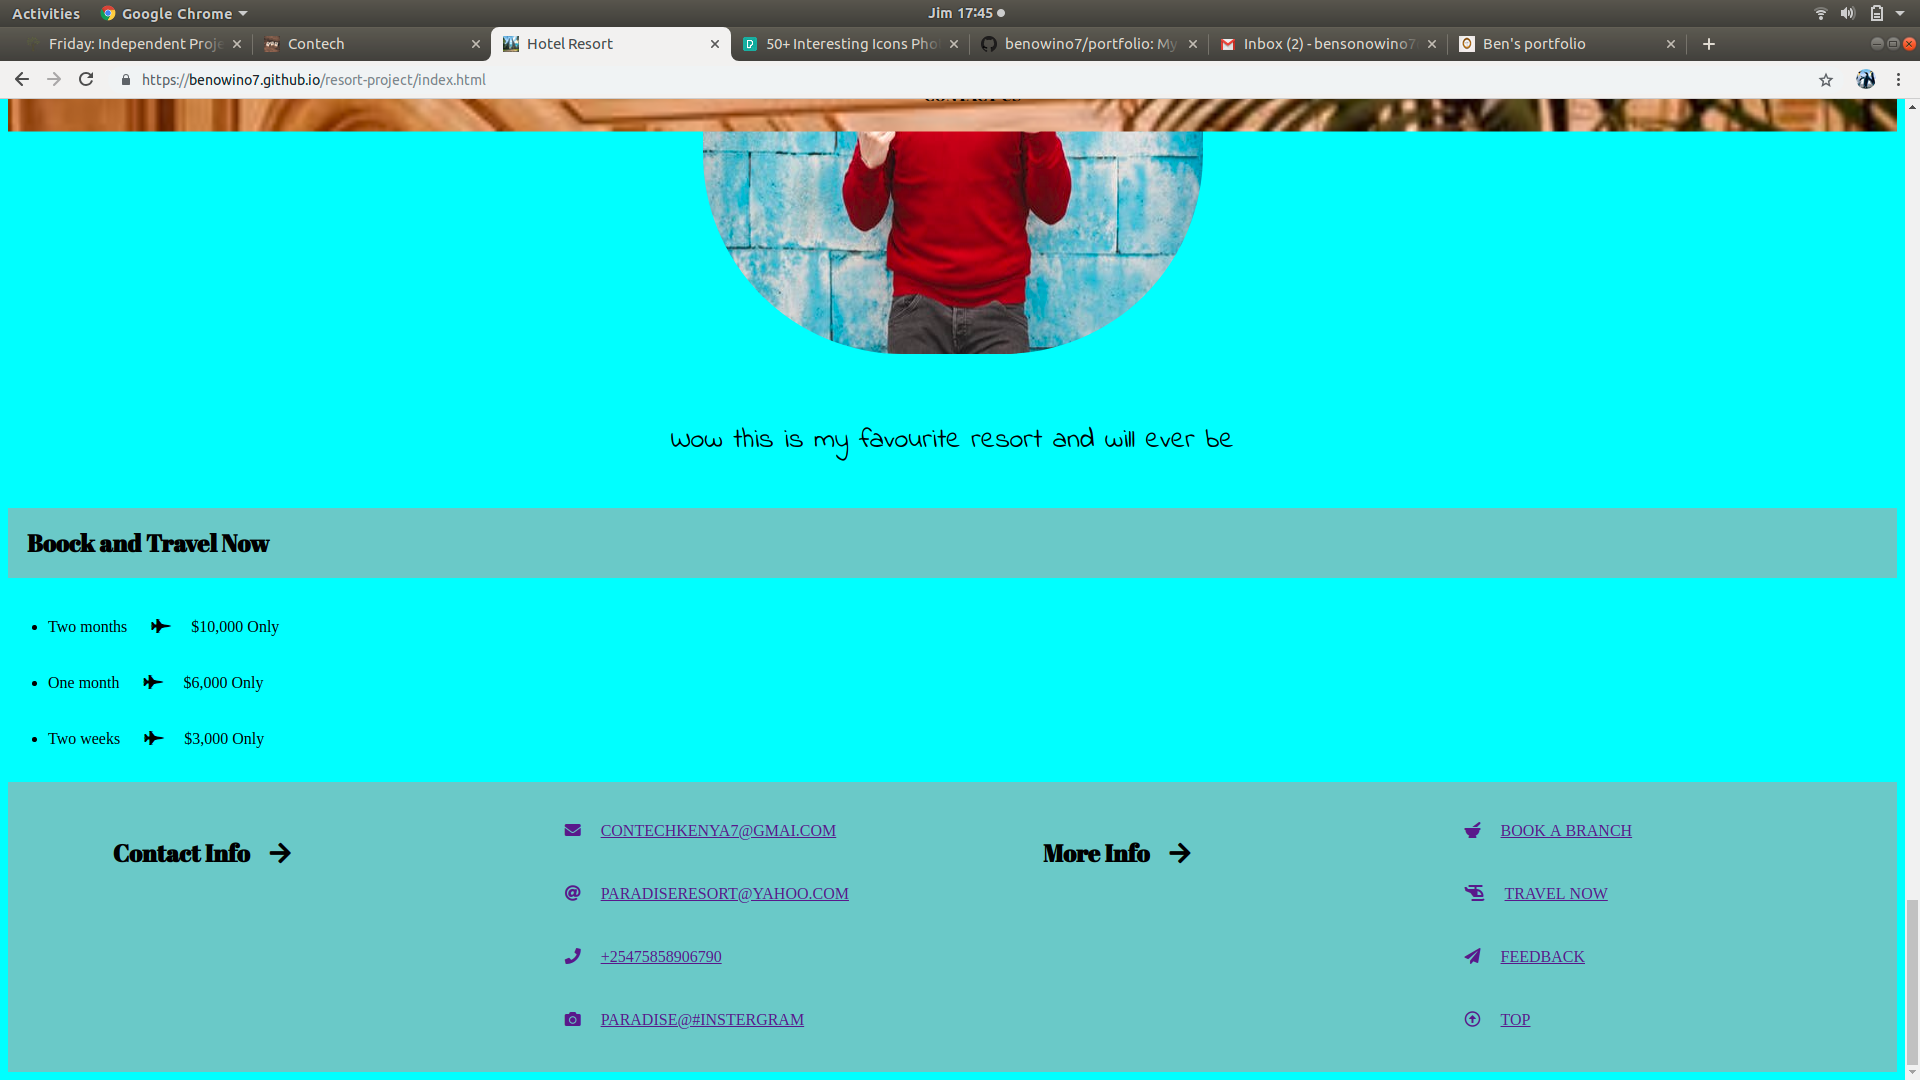 Activities Google Chrome Jim 17:45
Friday: Independent Proje Contech Hotel Resort 50+ Interesting Icons Pho benowino7/portfolio: My Inbox (2) - bensonowino7 Ben's portfolio
https://benowino7.github.io/resort-project/index.html
CONTACT US
Wow this is my favourite resort and will ever be
Boock and Travel Now
Two months $10,000 Only
One month $6,000 Only
Two weeks $3,000 Only
Contact Info
CONTECHKENYA7@GMAI.COM
PARADISERESORT@YAHOO.COM
+25475858906790
PARADISE@#INSTERGRAM
More Info
BOOK A BRANCH
TRAVEL NOW
FEEDBACK
TOP